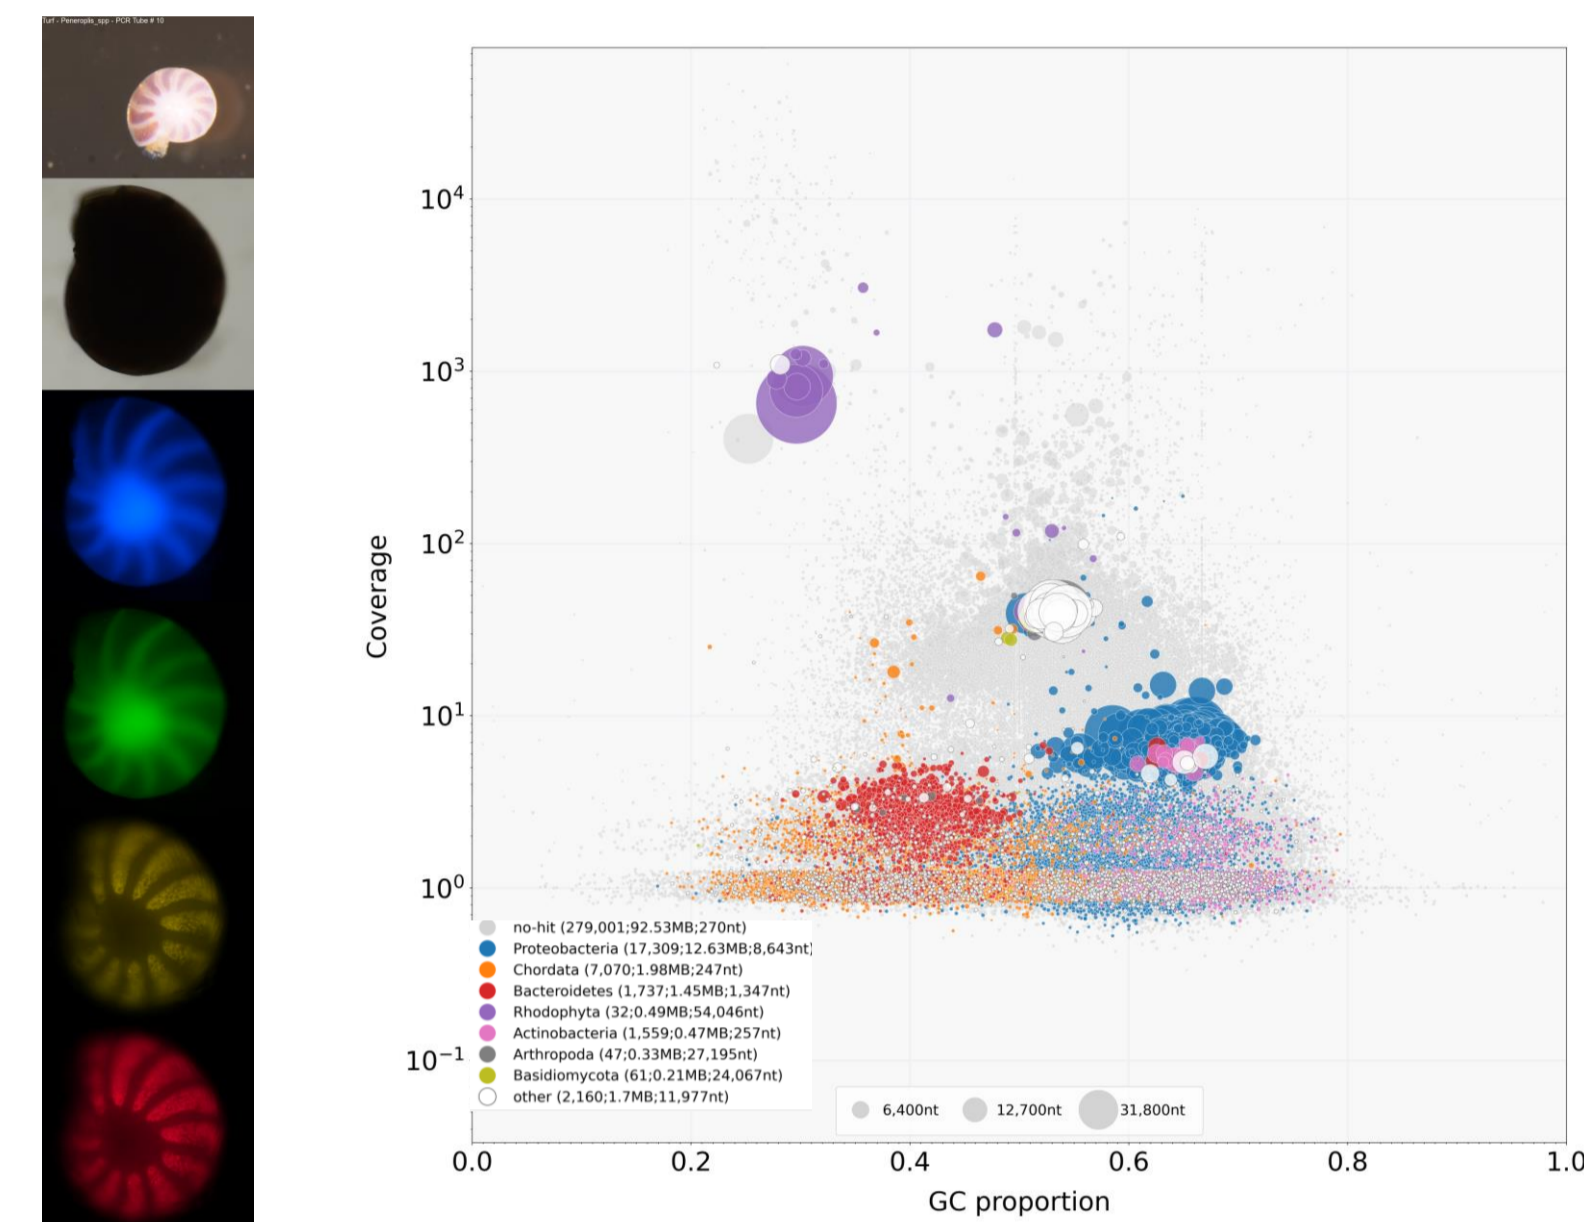 Turf - Peneroplis_spp - PCR Tube # 10
Coverage
10⁴
10³
10²
10¹
10⁰
10⁻¹
no-hit (279,001;92.53MB;270nt)
Proteobacteria (17,309;12.63MB;8,643nt)
Chordata (7,070;1.98MB;247nt)
Bacteroidetes (1,737;1.45MB;1,347nt)
Rhodophyta (32;0.49MB;54,046nt)
Actinobacteria (1,559;0.47MB;257nt)
Arthropoda (47;0.33MB;27,195nt)
Basidiomycota (61;0.21MB;24,067nt)
other (2,160;1.7MB;11,977nt)
6,400nt 12,700nt 31,800nt
0.0 0.2 0.4 0.6 0.8 1.0
GC proportion